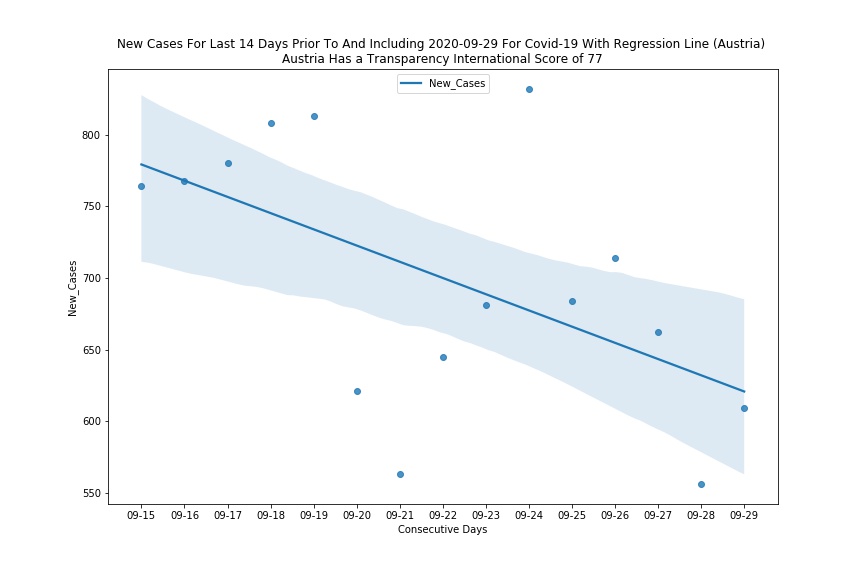 New Cases For Last 14 Days Prior To And Including 2020-09-29 For Covid-19 With Regression Line (Austria)
Austria Has a Transparency International Score of 77
New_Cases
800
750
700
650
600
550
New_Cases
09-15 09-16 09-17 09-18 09-19 09-20 09-21 09-22 09-23 09-24 09-25 09-26 09-27 09-28 09-29
Consecutive Days